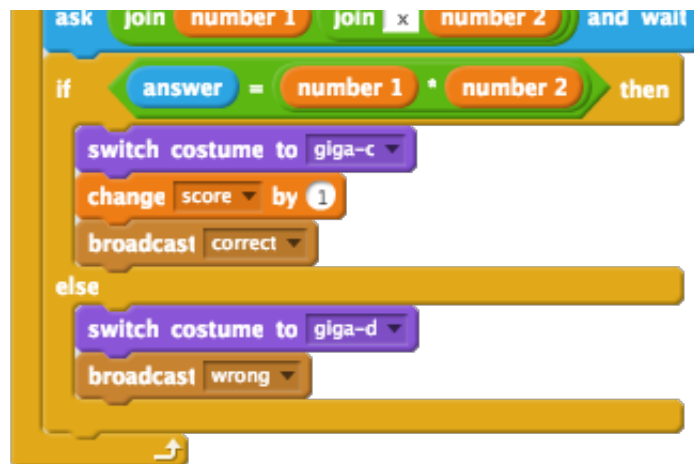 ask join number 1 join x number 2 and wait
if answer = number 1 * number 2 then
switch costume to giga-c
change score by 1
broadcast correct
else
switch costume to giga-d
broadcast wrong